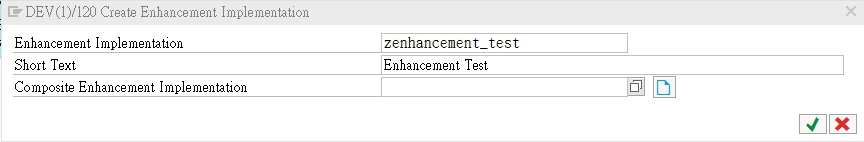 DEV(1)/120 Create Enhancement Implementation
Enhancement Implementation zenhancement_test
Short Text Enhancement Test
Composite Enhancement Implementation